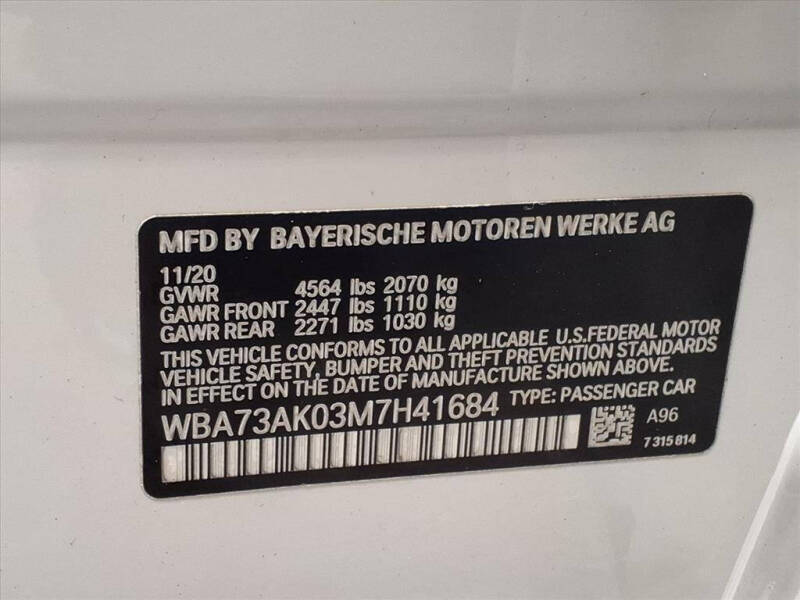 MFD BY BAYERISCHE MOTOREN WERKE AG
11/20
GVWR 4564 lbs 2070 kg
GAWR FRONT 2447 lbs 1110 kg
GAWR REAR 2271 lbs 1030 kg
THIS VEHICLE CONFORMS TO ALL APPLICABLE U.S.FEDERAL MOTOR
VEHICLE SAFETY, BUMPER AND THEFT PREVENTION STANDARDS
IN EFFECT ON THE DATE OF MANUFACTURE SHOWN ABOVE.
WBA73AK03M7H41684 TYPE: PASSENGER CAR
A96
7 315 814